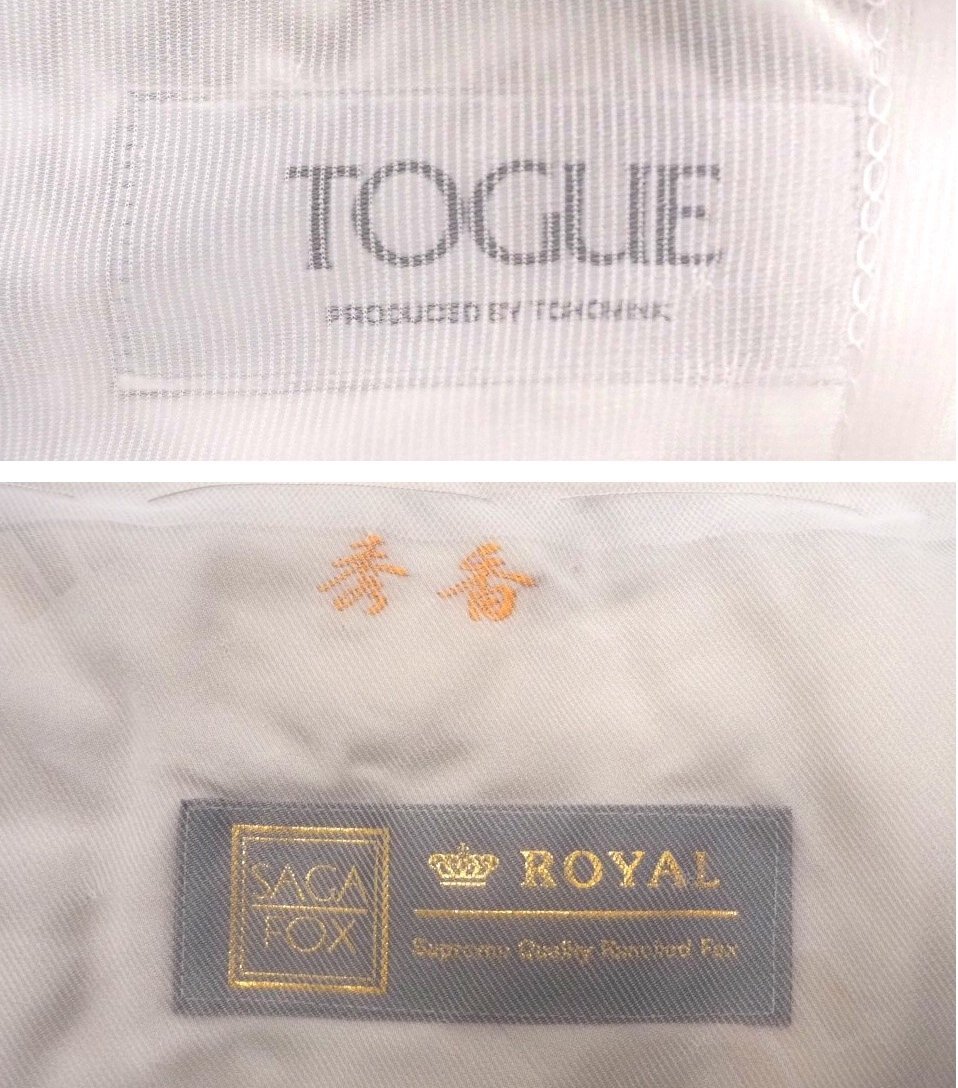 TOGUE
PRODUCED BY TOHOMINK
秀香
SAGA
FOX
ROYAL
Supreme Quality Ranched Fox